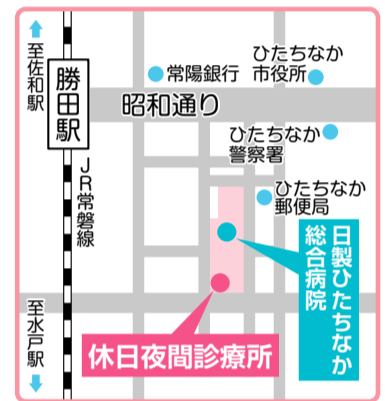 至佐和駅
勝田駅
常陽銀行
ひたちなか
市役所
昭和通り
ひたちなか
警察署
JR常磐線
ひたちなか
郵便局
日製ひたちなか
総合病院
至水戸駅
休日夜間診療所